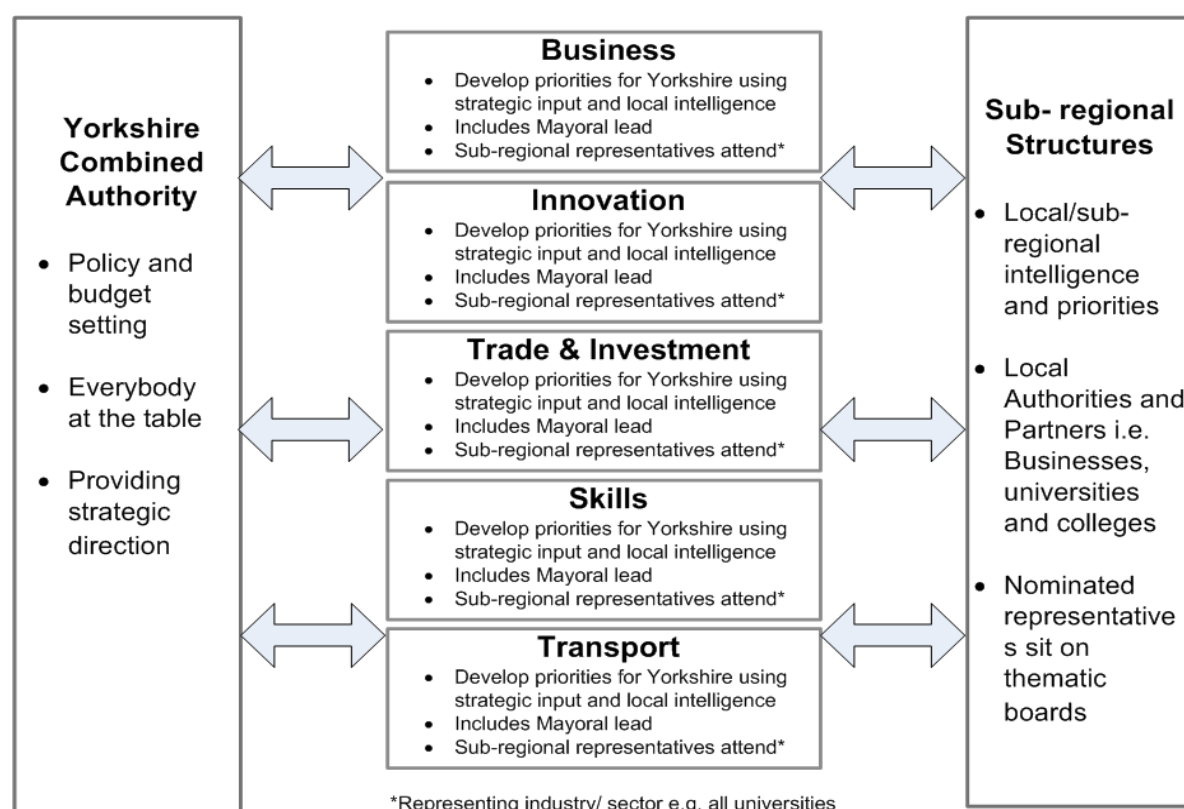 Yorkshire
Combined
Authority
• Policy and
budget
setting
• Everybody
at the table
• Providing
strategic
direction
Business
• Develop priorities for Yorkshire using
strategic input and local intelligence
• Includes Mayoral lead
• Sub-regional representatives attend*
Innovation
• Develop priorities for Yorkshire using
strategic input and local intelligence
• Includes Mayoral lead
• Sub-regional representatives attend*
Trade & Investment
• Develop priorities for Yorkshire using
strategic input and local intelligence
• Includes Mayoral lead
• Sub-regional representatives attend*
Skills
• Develop priorities for Yorkshire using
strategic input and local intelligence
• Includes Mayoral lead
• Sub-regional representatives attend*
Transport
• Develop priorities for Yorkshire using
strategic input and local intelligence
• Includes Mayoral lead
• Sub-regional representatives attend*
*Representing industry/ sector e.g. all universities
Sub- regional
Structures
• Local/sub-
regional
intelligence
and priorities
• Local
Authorities and
Partners i.e.
Businesses,
universities
and colleges
• Nominated
representative
s sit on
thematic
boards